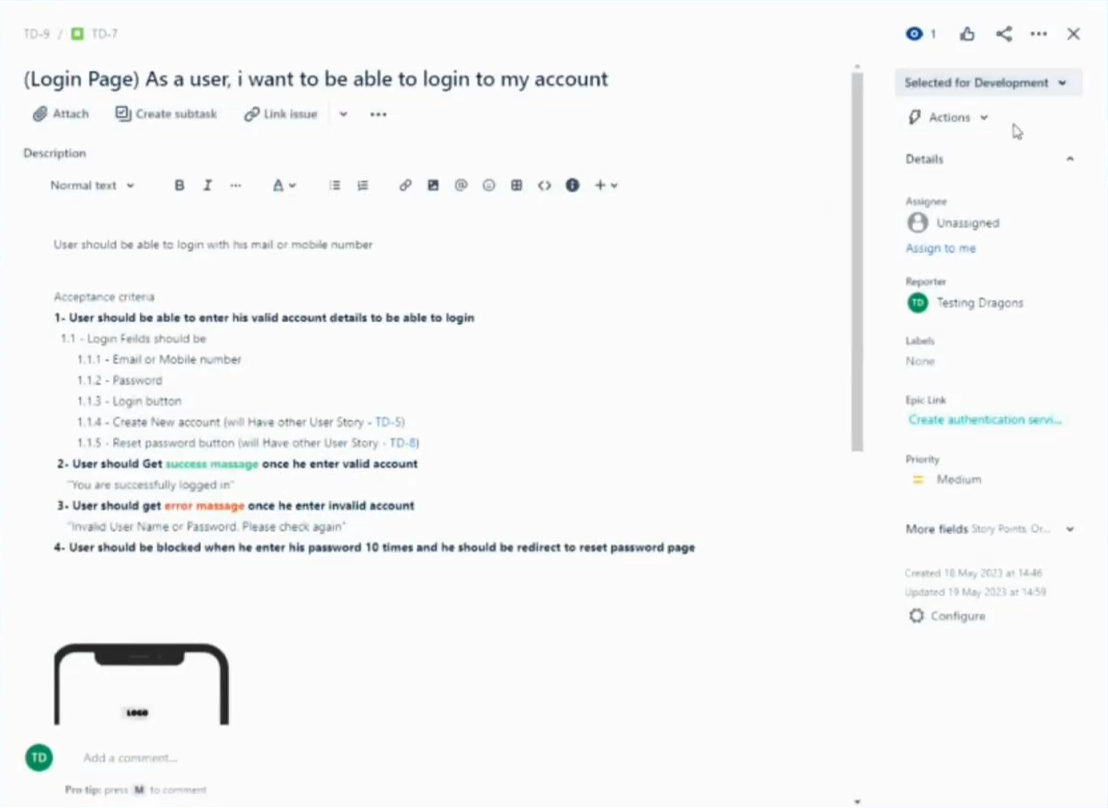 TD-9 / TD-7
1
(Login Page) As a user, i want to be able to login to my account
Attach Create subtask Link issue
Description
Normal text B I A
User should be able to login with his mail or mobile number
Acceptance criteria
1- User should be able to enter his valid account details to be able to login
1.1 - Login Feilds should be
1.1.1 - Email or Mobile number
1.1.2 - Password
1.1.3 - Login button
1.1.4 - Create New account (will Have other User Story - TD-5)
1.1.5 - Reset password button (will Have other User Story - TD-8)
2- User should Get success massage once he enter valid account
"You are successfully logged in"
3- User should get error massage once he enter invalid account
"Invalid User Name or Password. Please check again"
4- User should be blocked when he enter his password 10 times and he should be redirect to reset password page
LOGO
TD Add a comment...
Pro tip: press M to comment
Selected for Development
Actions
Details
Assignee
Unassigned
Assign to me
Reporter
TD Testing Dragons
Labels
None
Epic Link
Create authentication servi...
Priority
Medium
More fields Story Points, Or...
Created 18 May 2023 at 14:46
Updated 19 May 2023 at 14:59
Configure